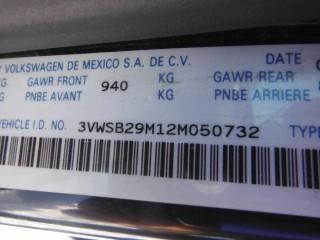 VOLKSWAGEN DE MEXICO S.A. DE C.V. DATE
GAWR FRONT 940 KG GAWR REAR
PNBE AVANT KG PNBE ARRIERE
VEHICLE I.D. NO. 3VWSB29M12M050732 TYPE